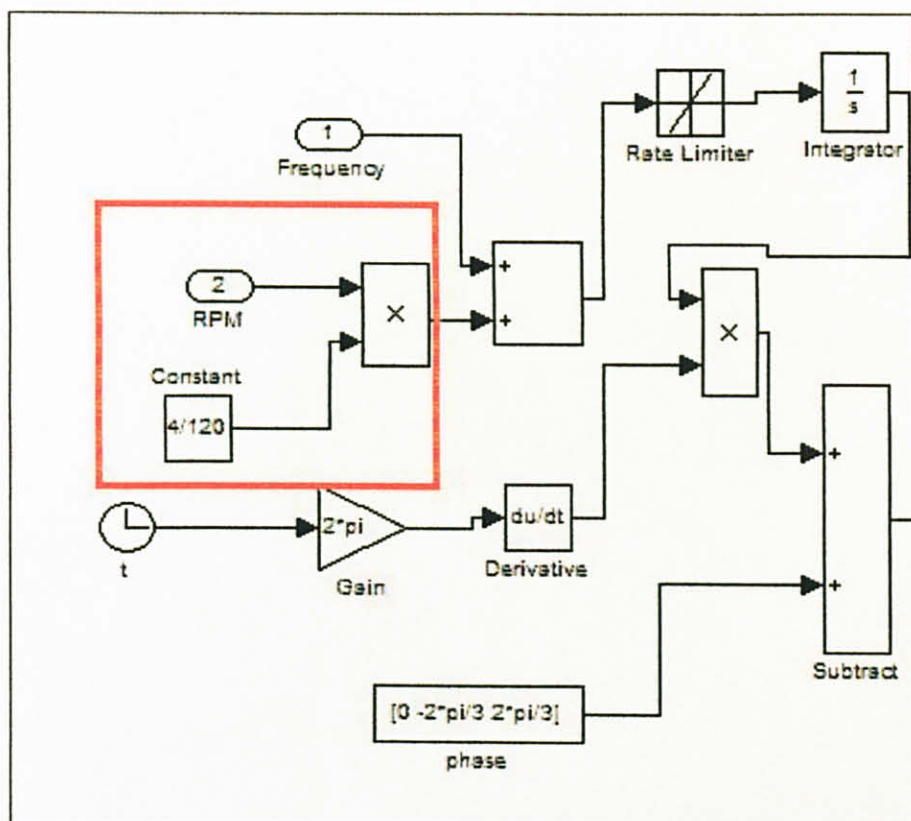 1
Frequency
Rate Limiter
1
s
Integrator
+
+
2
RPM
×
Constant
4/120
×
t
2*pi
Gain
du/dt
Derivative
+
+
Subtract
[0 -2*pi/3 2*pi/3]
phase